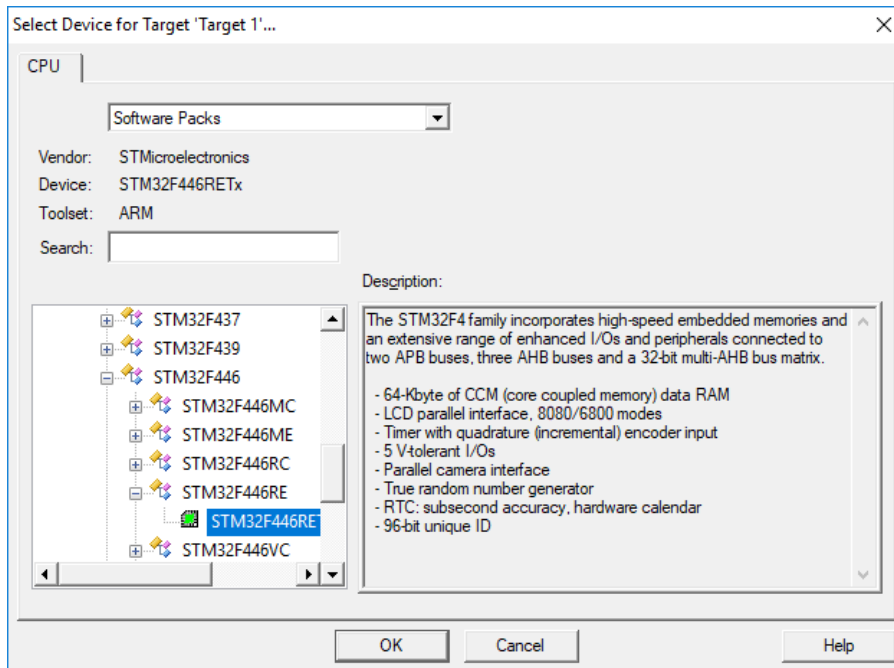 Select Device for Target 'Target 1'...
CPU
Software Packs
Vendor: STMicroelectronics
Device: STM32F446RETx
Toolset: ARM
Search:
STM32F437
STM32F439
STM32F446
STM32F446MC
STM32F446ME
STM32F446RC
STM32F446RE
STM32F446RET
STM32F446VC
Description:
The STM32F4 family incorporates high-speed embedded memories and
an extensive range of enhanced I/Os and peripherals connected to
two APB buses, three AHB buses and a 32-bit multi-AHB bus matrix.
- 64-Kbyte of CCM (core coupled memory) data RAM
- LCD parallel interface, 8080/6800 modes
- Timer with quadrature (incremental) encoder input
- 5 V-tolerant I/Os
- Parallel camera interface
- True random number generator
- RTC: subsecond accuracy, hardware calendar
- 96-bit unique ID
OK Cancel Help